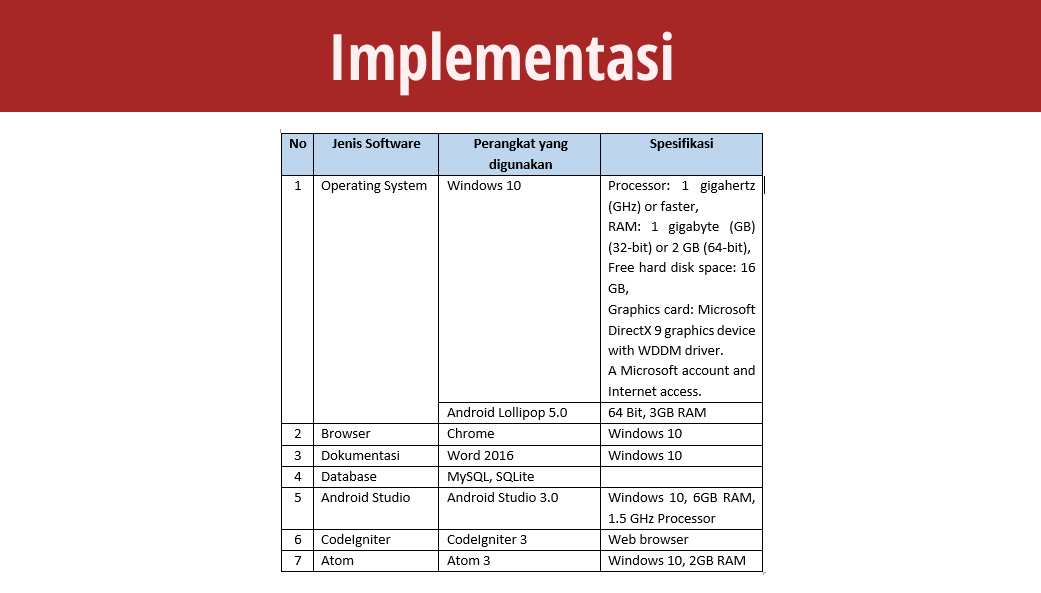 Implementasi
No Jenis Software Perangkat yang digunakan Spesifikasi
1 Operating System Windows 10 Processor: 1 gigahertz
(GHz) or faster,
RAM: 1 gigabyte (GB)
(32-bit) or 2 GB (64-bit),
Free hard disk space: 16
GB,
Graphics card: Microsoft
DirectX 9 graphics device
with WDDM driver.
A Microsoft account and
Internet access.
Android Lollipop 5.0 64 Bit, 3GB RAM
2 Browser Chrome Windows 10
3 Dokumentasi Word 2016 Windows 10
4 Database MySQL, SQLite
5 Android Studio Android Studio 3.0 Windows 10, 6GB RAM,
1.5 GHz Processor
6 CodeIgniter CodeIgniter 3 Web browser
7 Atom Atom 3 Windows 10, 2GB RAM